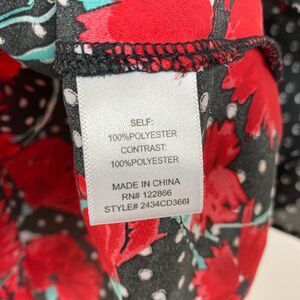 SELF:
100%POLYESTER
CONTRAST:
100%POLYESTER
MADE IN CHINA
RN# 122866
STYLE# 2434CD366I